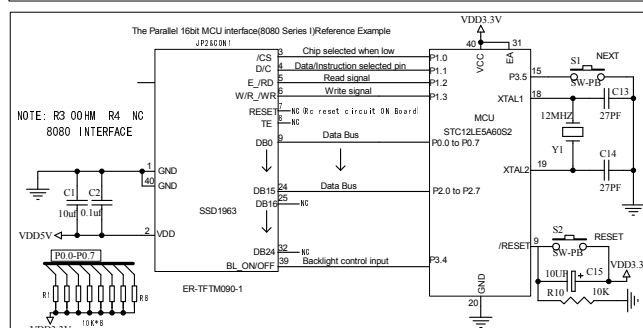 The Parallel 16bit MCU interface(8080 Series I)Reference Example
JP2&CON1
NOTE: R3 0OHM R4 NC
8080 INTERFACE
1 GND
40 GND
C1 C2
10uf 0.1uf
VDD5V 2 VDD
P0.0-P0.7
R1 R8
10K*8
VDD3.3V
SSD1963
ER-TFTM090-1
/CS 3 Chip selected when low P1.0
D/C 4 Data/Instruction selected pin P1.1
E_/RD 5 Read signal P1.2
W/R_/WR 6 Write signal P1.3
RESET 7 NC (Rc reset circuit ON Board)
TE 8 NC
DB0 9 Data Bus P0.0 to P0.7
DB15 24 Data Bus P2.0 to P2.7
DB16 25 NC
DB24 32 NC
BL_ON/OFF 39 Backlight control input P3.4
VDD3.3V
40 31
VCC EA
MCU
STC12LE5A60S2
P3.5 15 S1 NEXT
SW-PB
XTAL1 18 C13
27PF
12MHZ
Y1
XTAL2 19 C14
27PF
/RESET 9 S2 RESET
SW-PB
VDD3.3V
10UF + C15
R10 10K
GND
20